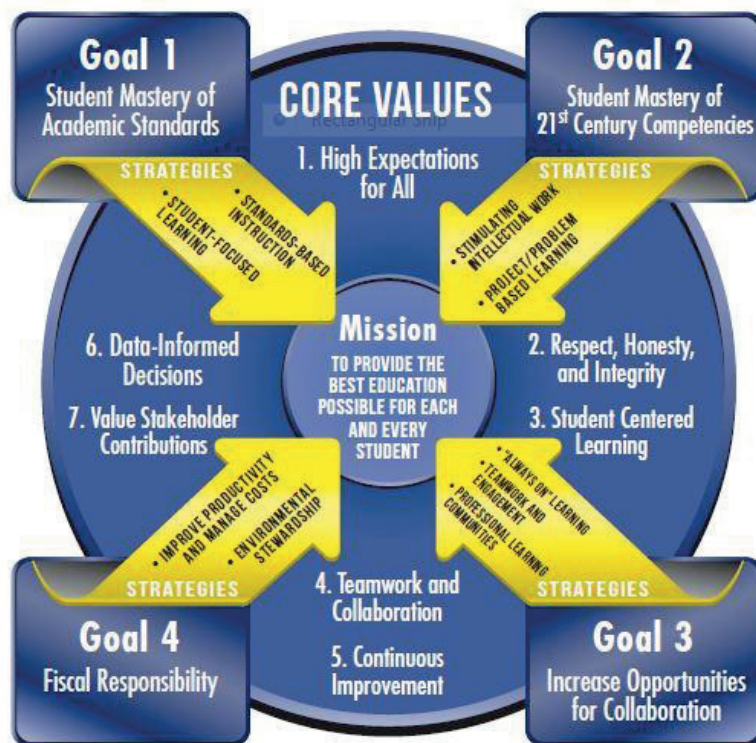 Goal 1
Student Mastery of
Academic Standards
STRATEGIES
• STANDARDS-BASED
INSTRUCTION
• STUDENT-FOCUSED
LEARNING
CORE VALUES
Rectangular Snip
1. High Expectations
for All
Goal 2
Student Mastery of
21st Century Competencies
STRATEGIES
• STIMULATING
INTELLECTUAL WORK
• PROJECT/PROBLEM
BASED LEARNING
Mission
TO PROVIDE THE
BEST EDUCATION
POSSIBLE FOR EACH
AND EVERY
STUDENT
6. Data-Informed
Decisions
7. Value Stakeholder
Contributions
2. Respect, Honesty,
and Integrity
3. Student Centered
Learning
• IMPROVE PRODUCTIVITY
AND MANAGE COSTS
• ENVIRONMENTAL
STEWARDSHIP
STRATEGIES
Goal 4
Fiscal Responsibility
4. Teamwork and
Collaboration
5. Continuous
Improvement
• "ALWAYS ON" LEARNING
• TEAMWORK AND
ENGAGEMENT
• PROFESSIONAL LEARNING
COMMUNITIES
STRATEGIES
Goal 3
Increase Opportunities
for Collaboration